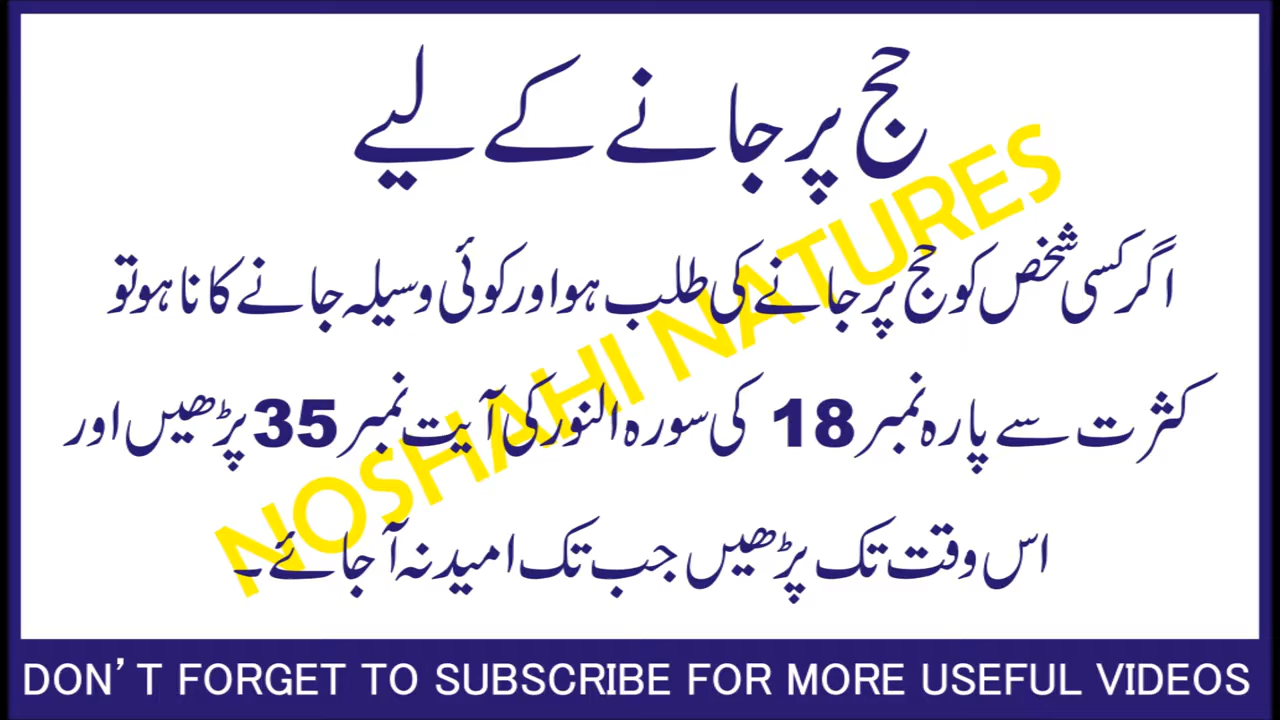 حج پر جانے کے لیے
اگر کسی شخص کو حج پر جانے کی طلب ہو اور کوئی وسیلہ جانے کا نا ہو تو
کثرت سے پارہ نمبر 18 کی سورہ النور کی آیت نمبر 35 پڑھیں اور
اس وقت تک پڑھیں جب تک امید نہ آ جائے۔
NOSHAHI NATURES
DON'T FORGET TO SUBSCRIBE FOR MORE USEFUL VIDEOS